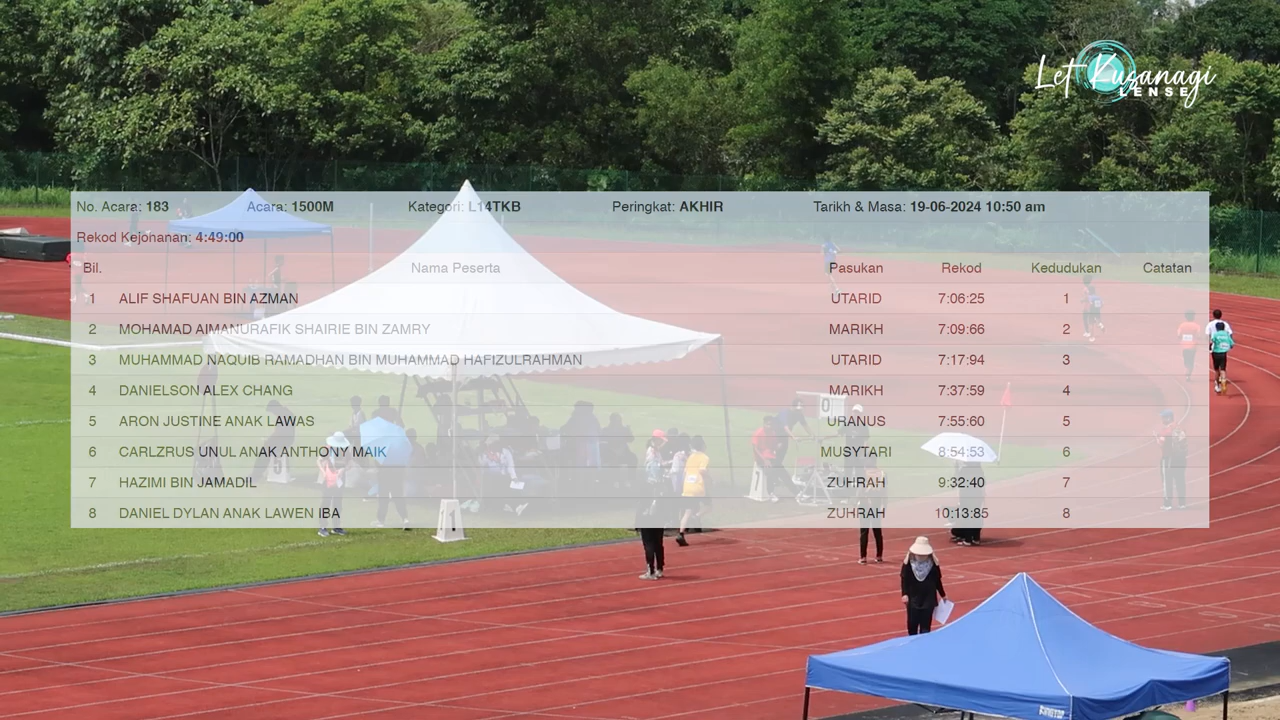 Let Kusanagi
LENSE
No. Acara: 183 Acara: 1500M Kategori: L14TKB Peringkat: AKHIR Tarikh & Masa: 19-06-2024 10:50 am
Rekod Kejohanan: 4:49:00
Bil. Nama Peserta Pasukan Rekod Kedudukan Catatan
1 ALIF SHAFUAN BIN AZMAN UTARID 7:06:25 1
2 MOHAMAD AIMANURAFIK SHAIRIE BIN ZAMRY MARIKH 7:09:66 2
3 MUHAMMAD NAQUIB RAMADHAN BIN MUHAMMAD HAFIZULRAHMAN UTARID 7:17:94 3
4 DANIELSON ALEX CHANG MARIKH 7:37:59 4
5 ARON JUSTINE ANAK LAWAS URANUS 7:55:60 5
6 CARLZRUS UNUL ANAK ANTHONY MAIK MUSYTARI 8:54:53 6
7 HAZIMI BIN JAMADIL ZUHRAH 9:32:40 7
8 DANIEL DYLAN ANAK LAWEN IBA ZUHRAH 10:13:85 8